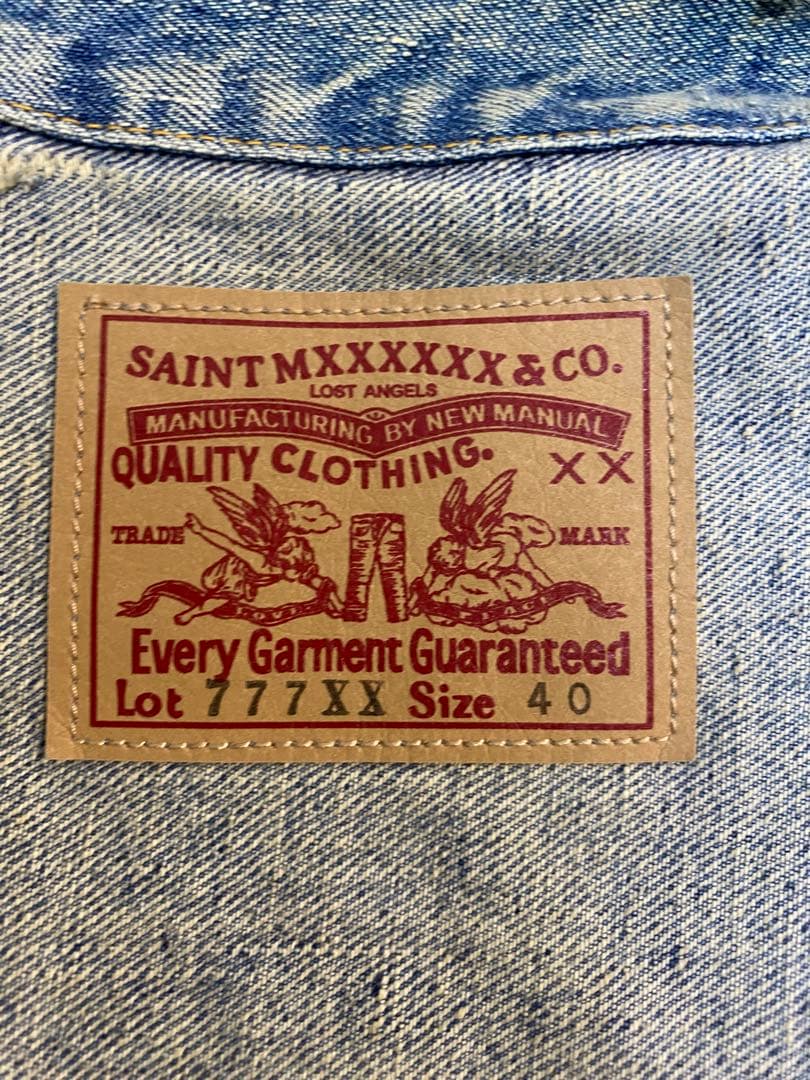 SAINT MXXXXXX & CO.
LOST ANGELS
MANUFACTURING BY NEW MANUAL
QUALITY CLOTHING. XX
TRADE MARK
Every Garment Guaranteed
Lot 777XX Size 40